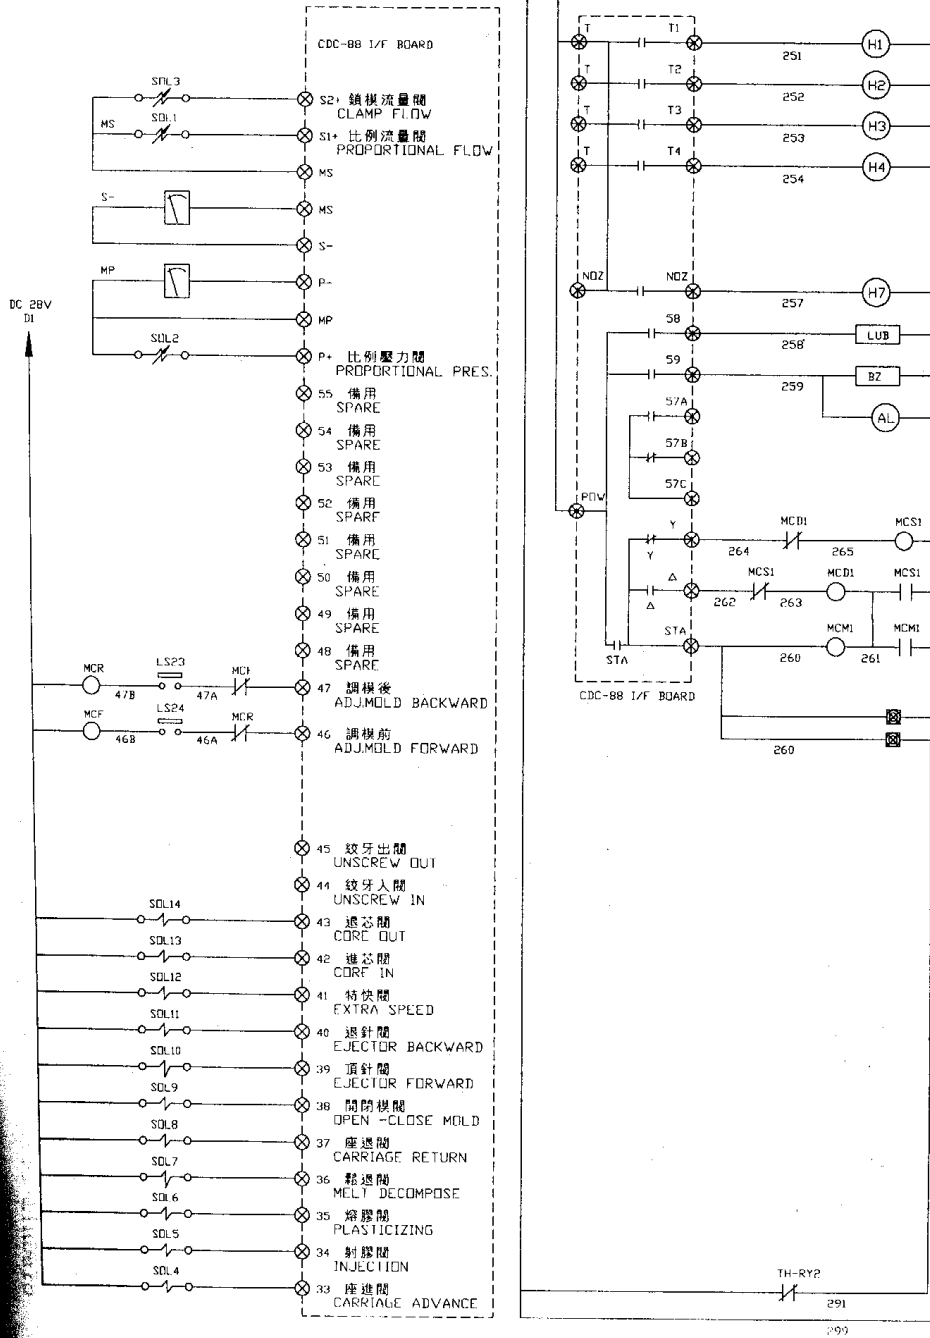 CDC-88 I/F BOARD
SOL3
S2+ 鎖模流量閥
CLAMP FLOW
MS
SOL1
S1+ 比例流量閥
PROPORTIONAL FLOW
MS
S-
MS
S-
MP
P-
MP
DC 28V
D1
SOL2
P+ 比例壓力閥
PROPORTIONAL PRES.
55 備用
SPARE
54 備用
SPARE
53 備用
SPARE
52 備用
SPARE
51 備用
SPARE
50 備用
SPARE
49 備用
SPARE
48 備用
SPARE
MCR
LS23
MCF
47B
47A
47 調模後
ADJ.MOLD BACKWARD
MCF
LS24
MCR
46B
46A
46 調模前
ADJ.MOLD FORWARD
45 絞牙出閥
UNSCREW OUT
44 絞牙入閥
UNSCREW IN
SOL14
43 退芯閥
CORE OUT
SOL13
42 進芯閥
CORE IN
SOL12
41 特快閥
EXTRA SPEED
SOL11
40 退針閥
EJECTOR BACKWARD
SOL10
39 頂針閥
EJECTOR FORWARD
SOL9
38 開閉模閥
OPEN -CLOSE MOLD
SOL8
37 座退閥
CARRIAGE RETURN
SOL7
36 鬆退閥
MELT DECOMPOSE
SOL6
35 熔膠閥
PLASTICIZING
SOL5
34 射膠閥
INJECTION
SOL4
33 座進閥
CARRIAGE ADVANCE
T
T1
251
H1
T
T2
252
H2
T
T3
253
H3
T
T4
254
H4
NOZ
NOZ
257
H7
58
258
LUB
59
259
BZ
AL
57A
57B
57C
POW
Y
Y
264
MCD1
265
MCS1
Δ
Δ
262
MCS1
263
MCD1
MCS1
STA
STA
260
MCM1
261
MCM1
CDC-88 I/F BOARD
260
TH-RY2
291
299